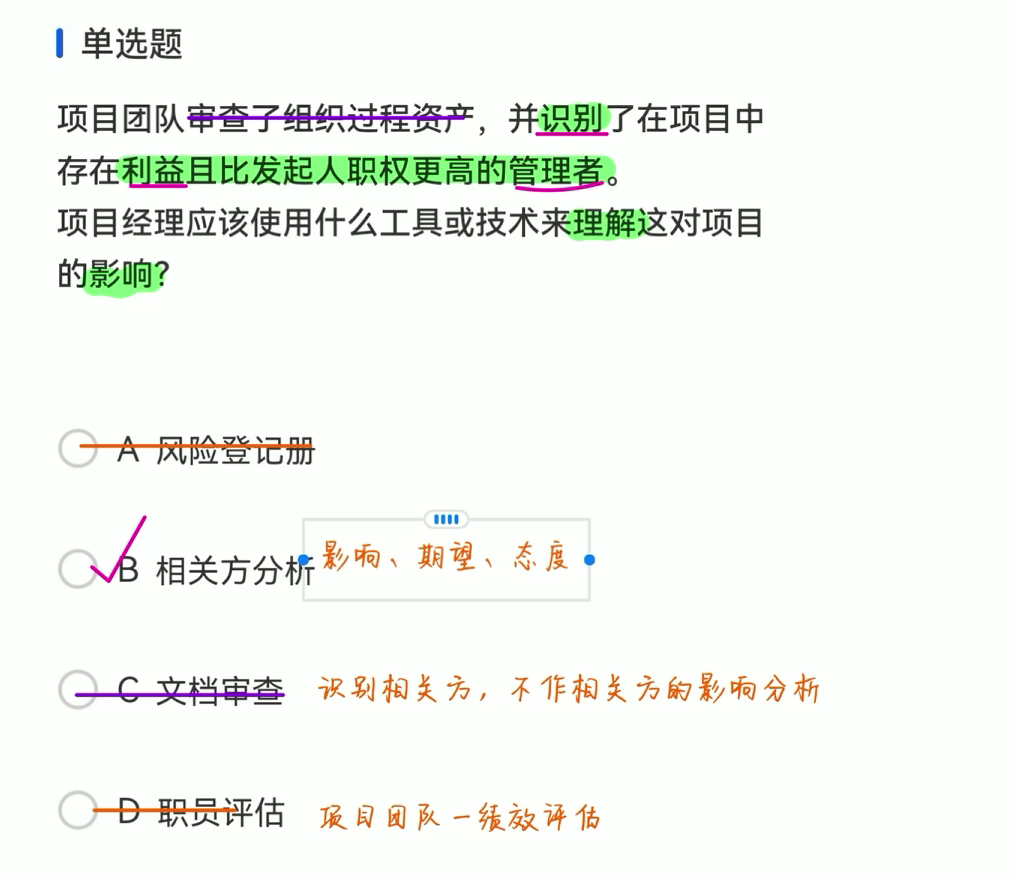 单选题
项目团队审查了组织过程资产，并识别了在项目中
存在利益且比发起人职权更高的管理者。
项目经理应该使用什么工具或技术来理解这对项目
的影响？
A 风险登记册
B 相关方分析 影响、期望、态度
C 文档审查 识别相关方，不作相关方的影响分析
D 职员评估 项目团队一绩效评估